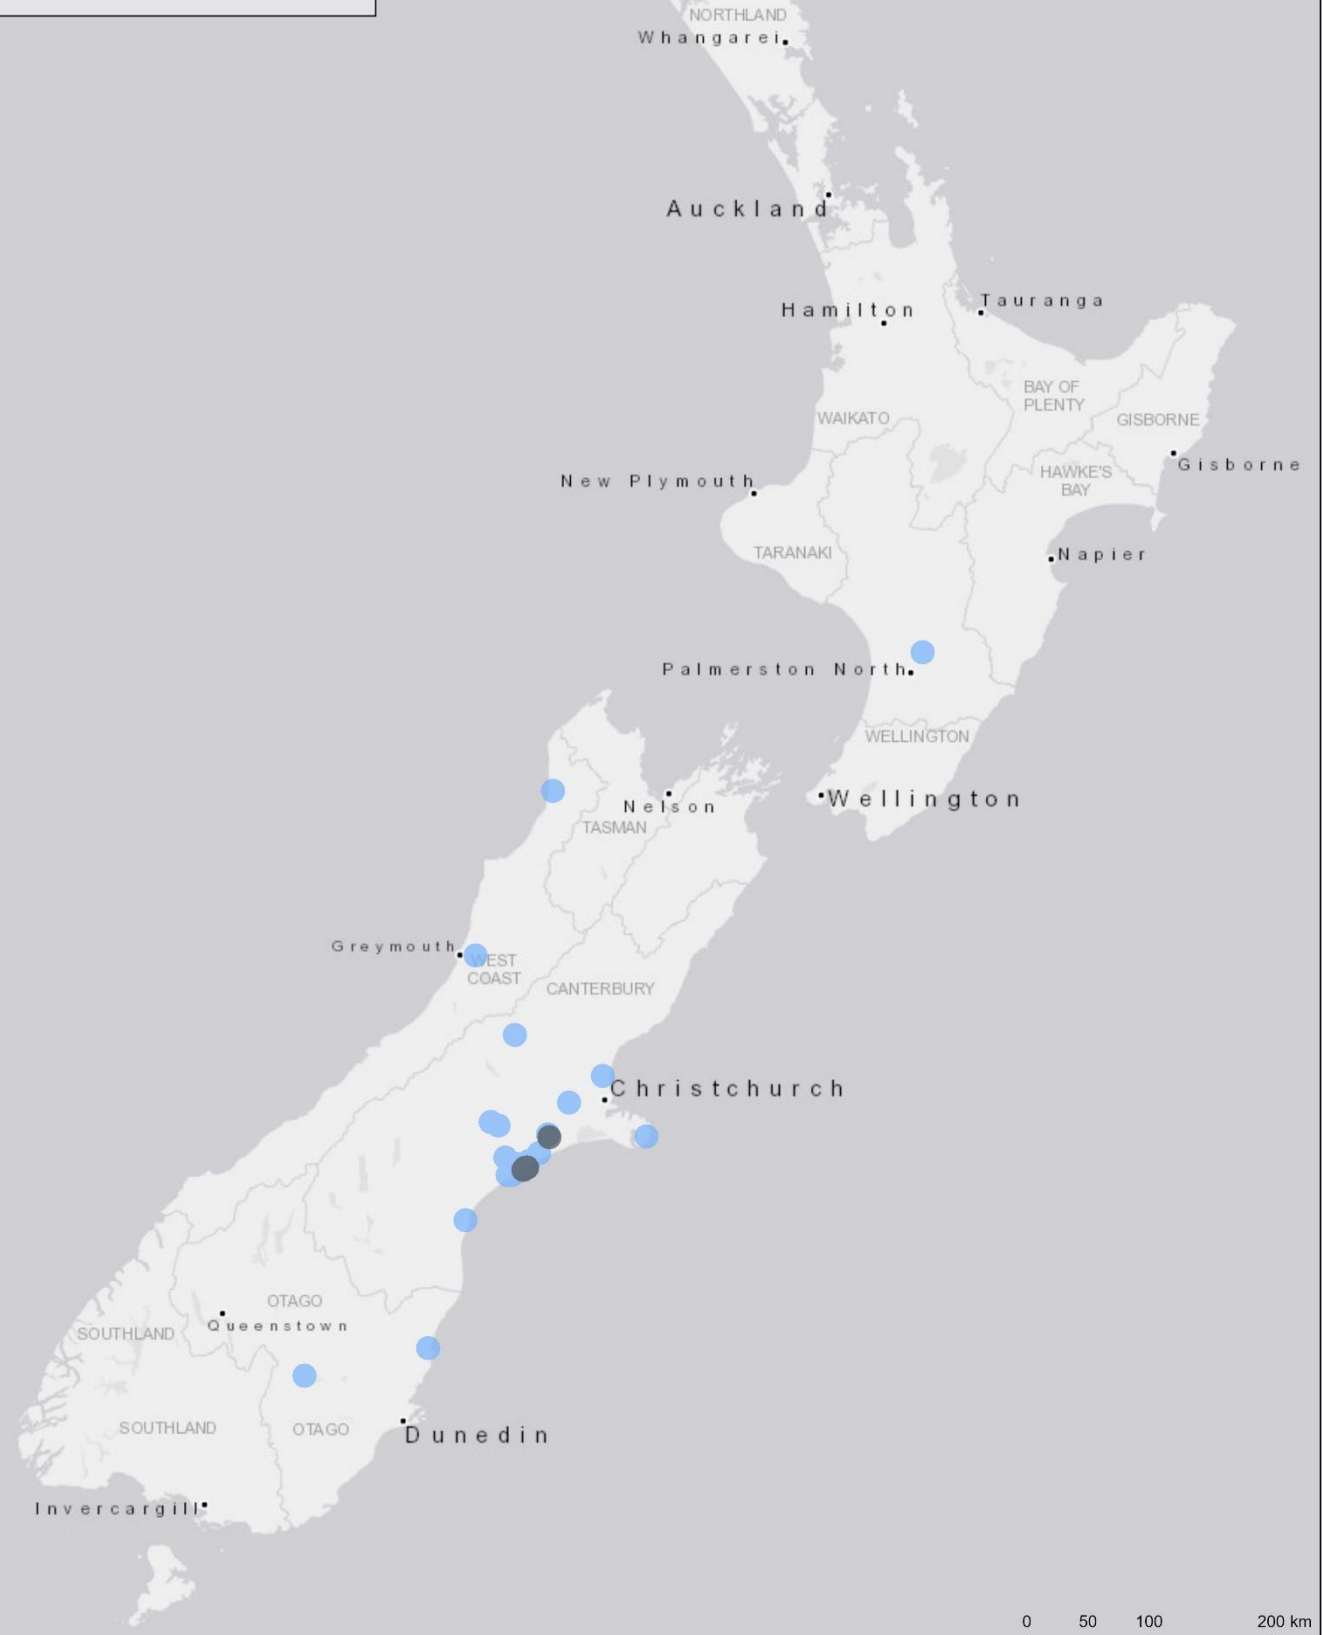 NORTHLAND
Whangarei
Auckland
Hamilton
Tauranga
BAY OF
PLENTY
WAIKATO
GISBORNE
Gisborne
HAWKE'S
BAY
New Plymouth
TARANAKI
Napier
Palmerston North
WELLINGTON
Wellington
Nelson
TASMAN
Greymouth
WEST
COAST
CANTERBURY
Christchurch
OTAGO
Queenstown
SOUTHLAND
SOUTHLAND
OTAGO
Dunedin
Invercargill
0 50 100 200 km